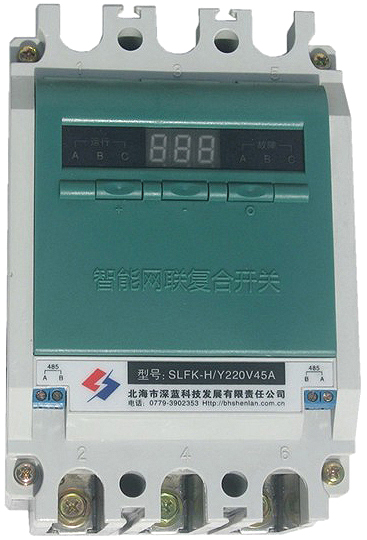 1 3 5
运行 故障
A B C 888 A B C
+ - O
智能网联复合开关
型号: SLFK-H/Y220V45A
485 485
A B A B
北海市深蓝科技发展有限责任公司
电话: 0779-3902353 Http://bhshenlan.com
2 4 6